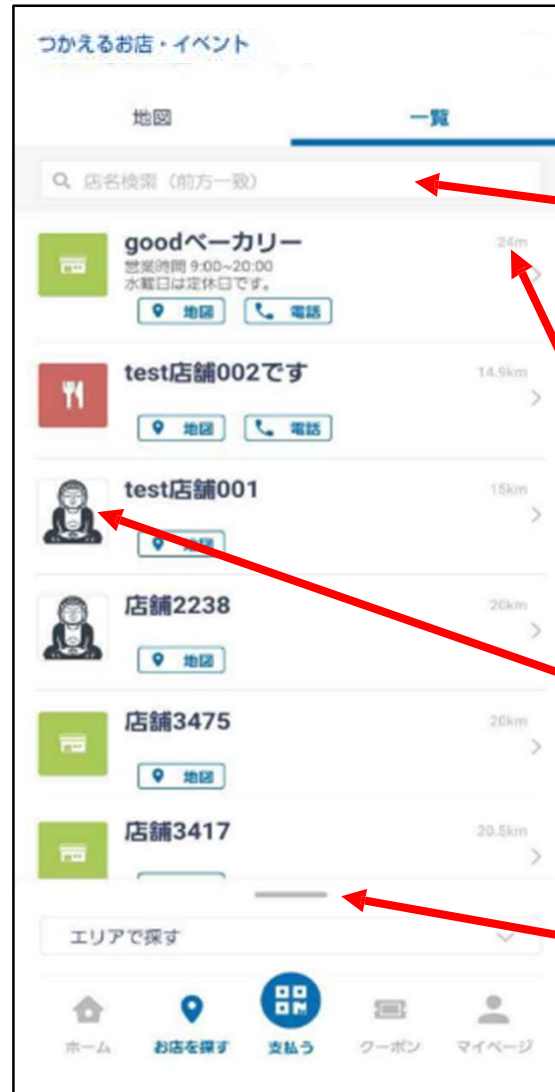 つかえるお店・イベント
地図 一覧
店名検索（前方一致）
goodベーカリー 24m
営業時間 9:00~20:00
水曜日は定休日です。
地図 電話
test店舗002です 14.9km
地図 電話
test店舗001 15km
地図
店舗2238 20km
地図
店舗3475 20km
地図
店舗3417 20.5km
エリアで探す
ホーム お店を探す 支払う クーポン マイページ